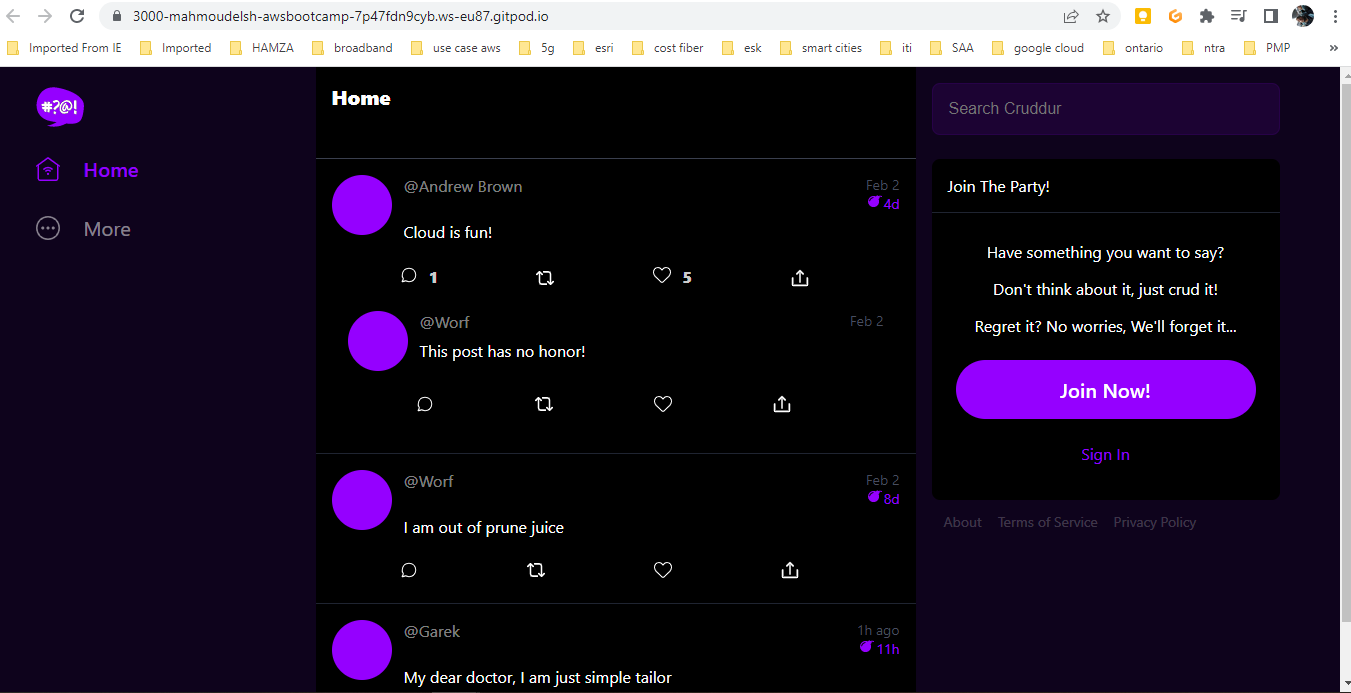 3000-mahmoudelsh-awsbootcamp-7p47fdn9cyb.ws-eu87.gitpod.io
Imported From IE Imported HAMZA broadband use case aws 5g esri cost fiber esk smart cities iti SAA google cloud ontario ntra PMP »
#?@!
Home
More
Home
@Andrew Brown Feb 2
4d
Cloud is fun!
1 5
@Worf Feb 2
This post has no honor!
@Worf Feb 2
8d
I am out of prune juice
@Garek 1h ago
11h
My dear doctor, I am just simple tailor
Search Cruddur
Join The Party!
Have something you want to say?
Don't think about it, just crud it!
Regret it? No worries, We'll forget it...
Join Now!
Sign In
About Terms of Service Privacy Policy